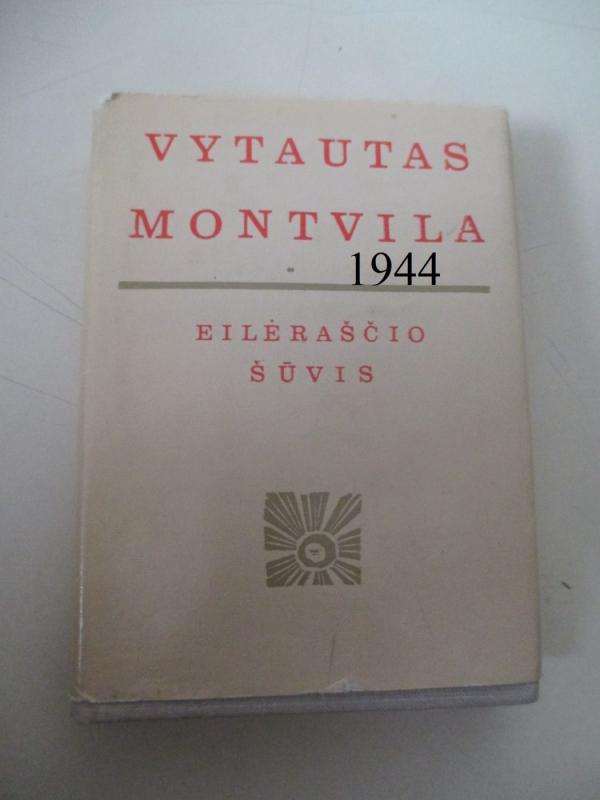 VYTAUTAS
MONTVILA
1944
EILĖRAŠČIO
ŠŪVIS